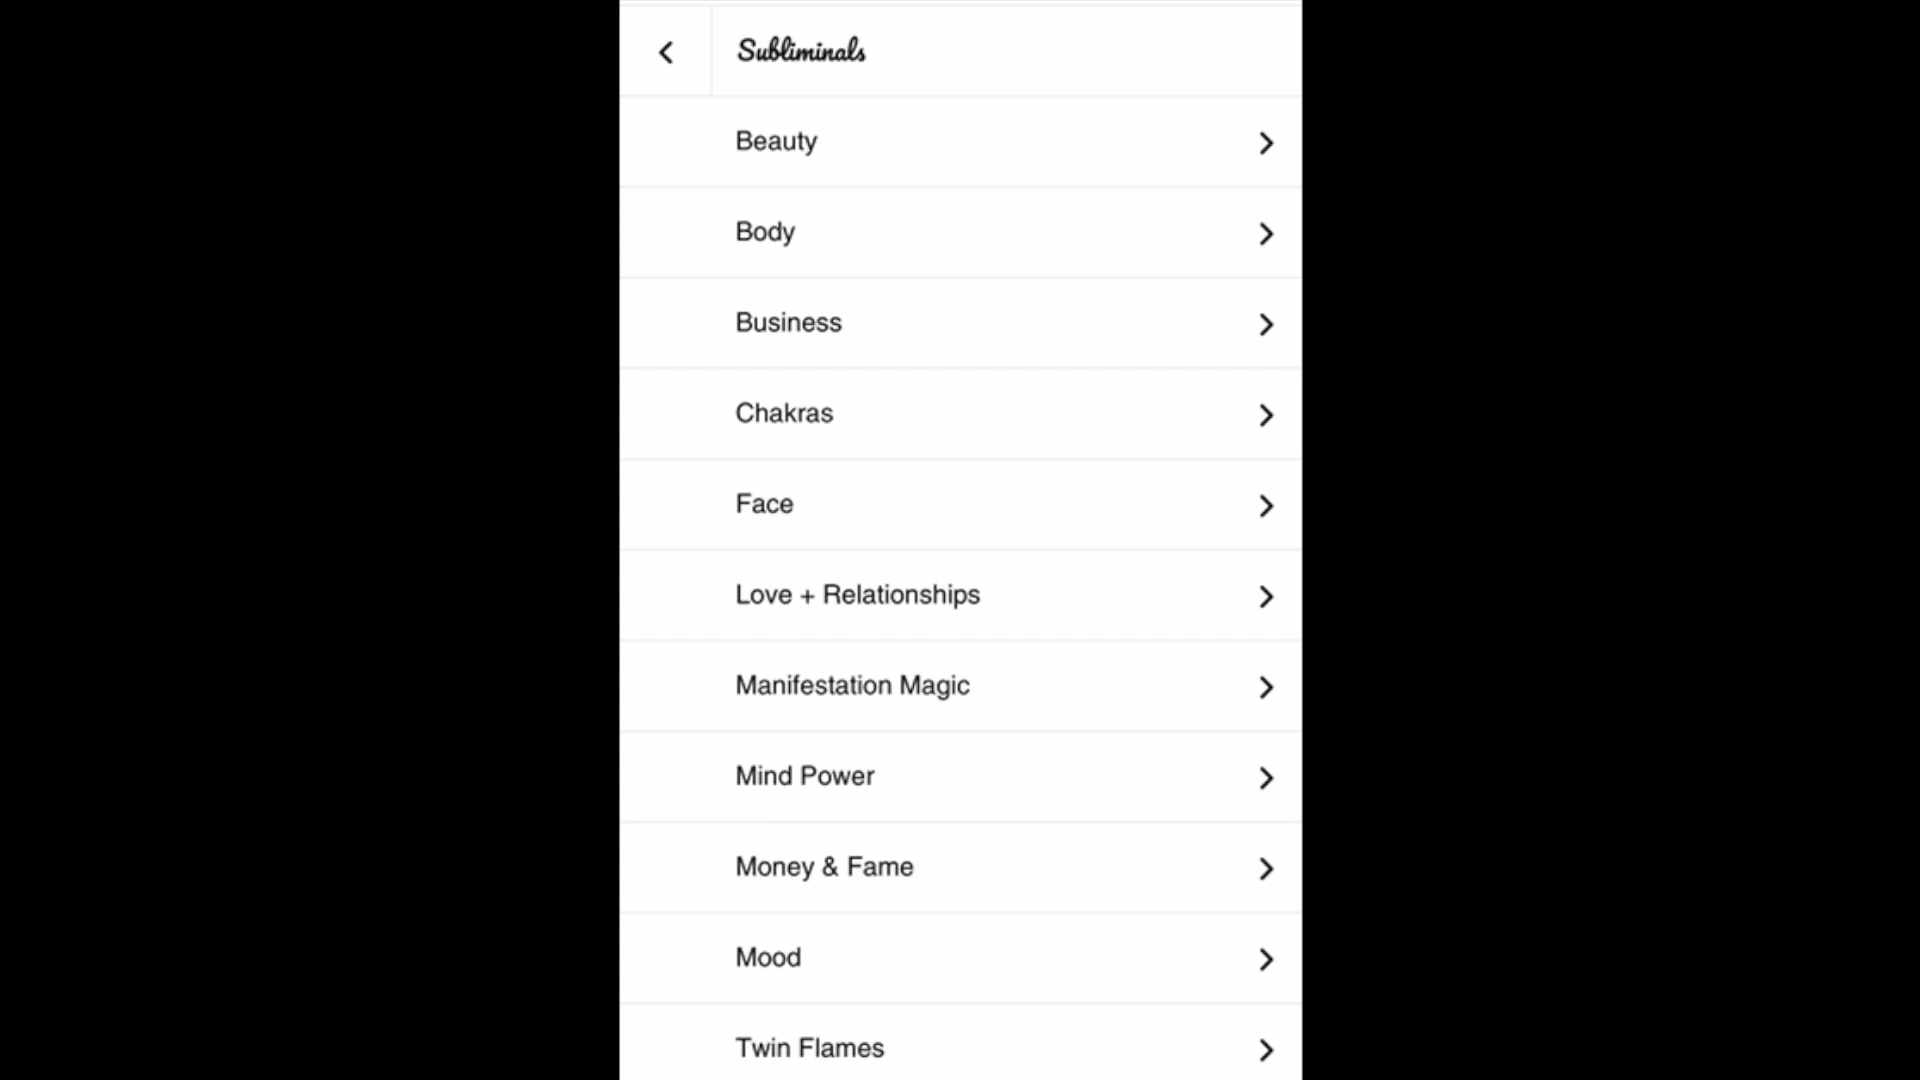 Subliminals
Beauty
Body
Business
Chakras
Face
Love + Relationships
Manifestation Magic
Mind Power
Money & Fame
Mood
Twin Flames